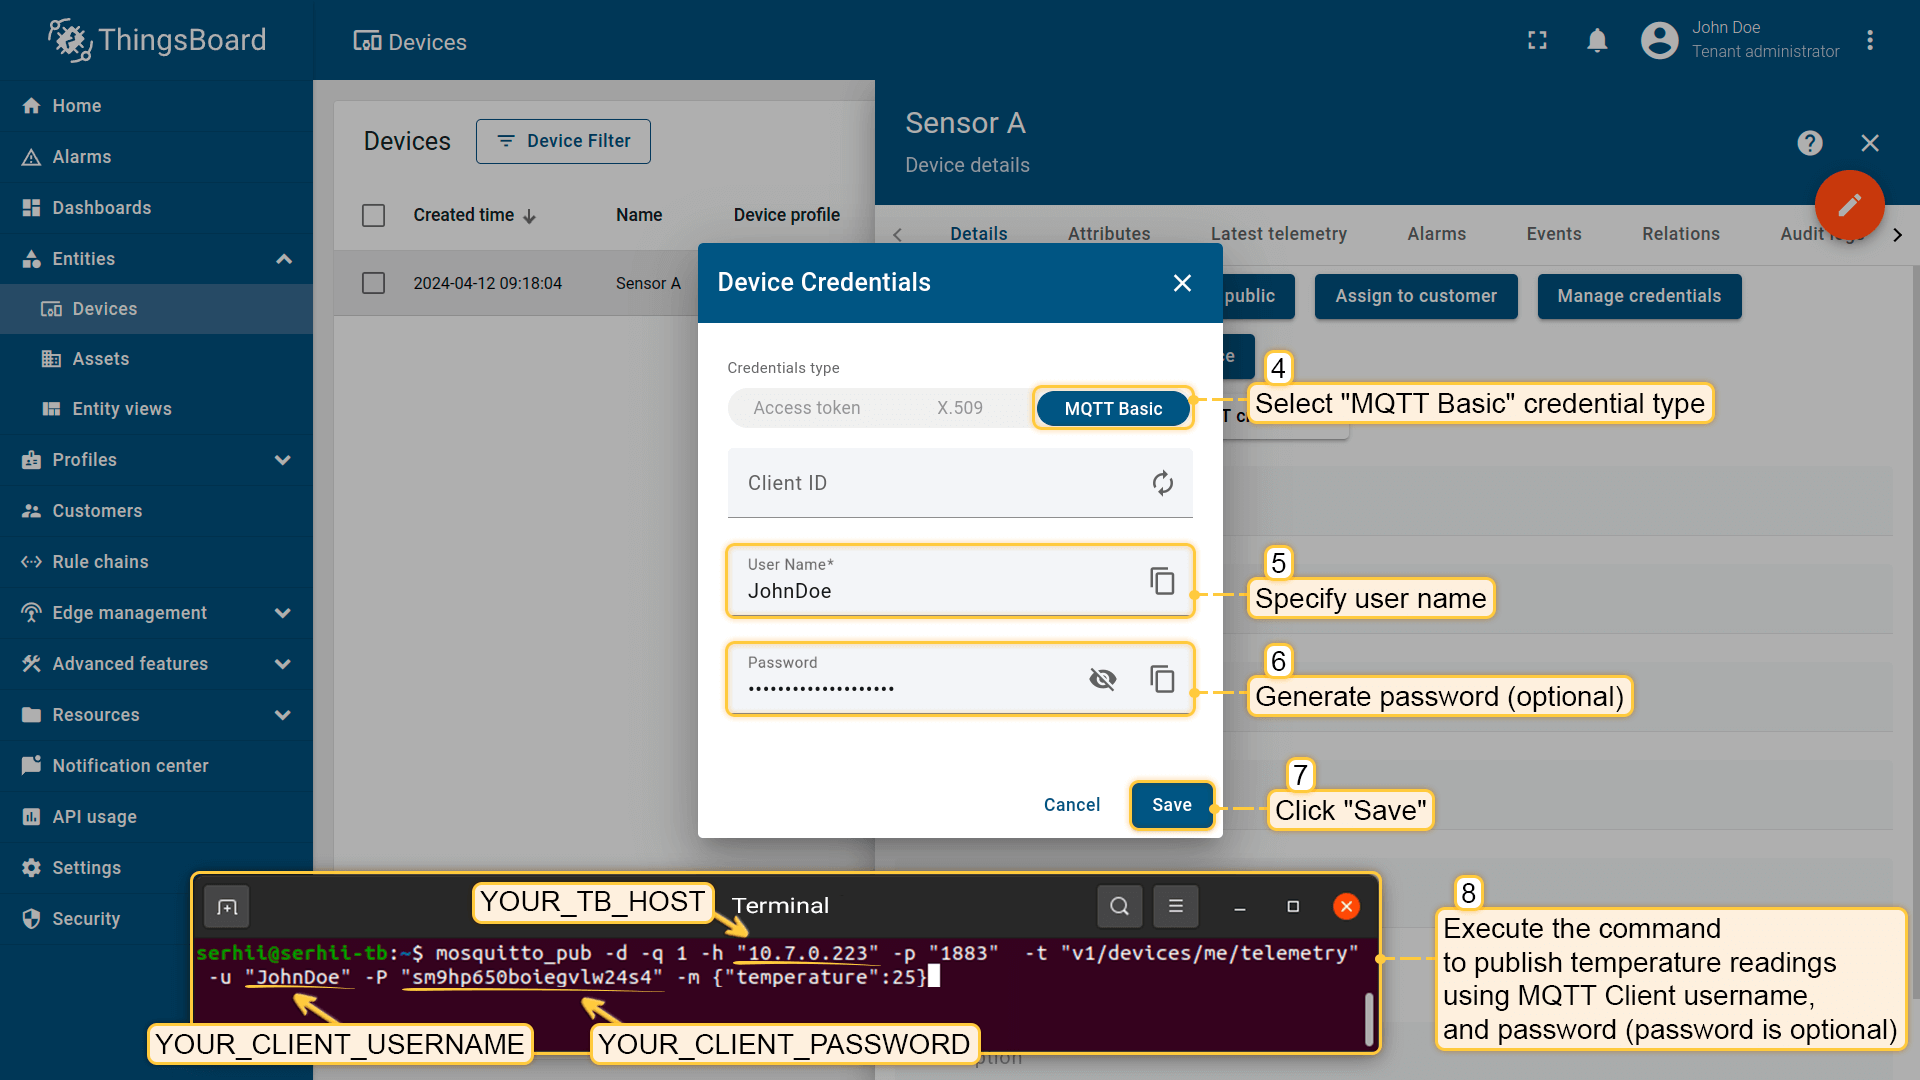 ThingsBoard
Devices
John Doe
Tenant administrator
Home
Alarms
Dashboards
Entities
Devices
Assets
Entity views
Profiles
Customers
Rule chains
Edge management
Advanced features
Resources
Notification center
API usage
Settings
Security
Devices
Device Filter
Created time
Name
Device profile
2024-04-12 09:18:04
Sensor A
Sensor A
Device details
Details
Attributes
Latest telemetry
Alarms
Events
Relations
Audit logs
public
Assign to customer
Manage credentials
Device Credentials
Credentials type
Access token
X.509
MQTT Basic
Client ID
User Name*
JohnDoe
Password
••••••••••••••••••••
Cancel
Save
4
Select "MQTT Basic" credential type
5
Specify user name
6
Generate password (optional)
7
Click "Save"
YOUR_TB_HOST
Terminal
serhii@serhii-tb:~$ mosquitto_pub -d -q 1 -h "10.7.0.223" -p "1883"  -t "v1/devices/me/telemetry"
-u "JohnDoe" -P "sm9hp650boiegvlw24s4" -m {"temperature":25}
YOUR_CLIENT_USERNAME
YOUR_CLIENT_PASSWORD
8
Execute the command
to publish temperature readings
using MQTT Client username,
and password (password is optional)